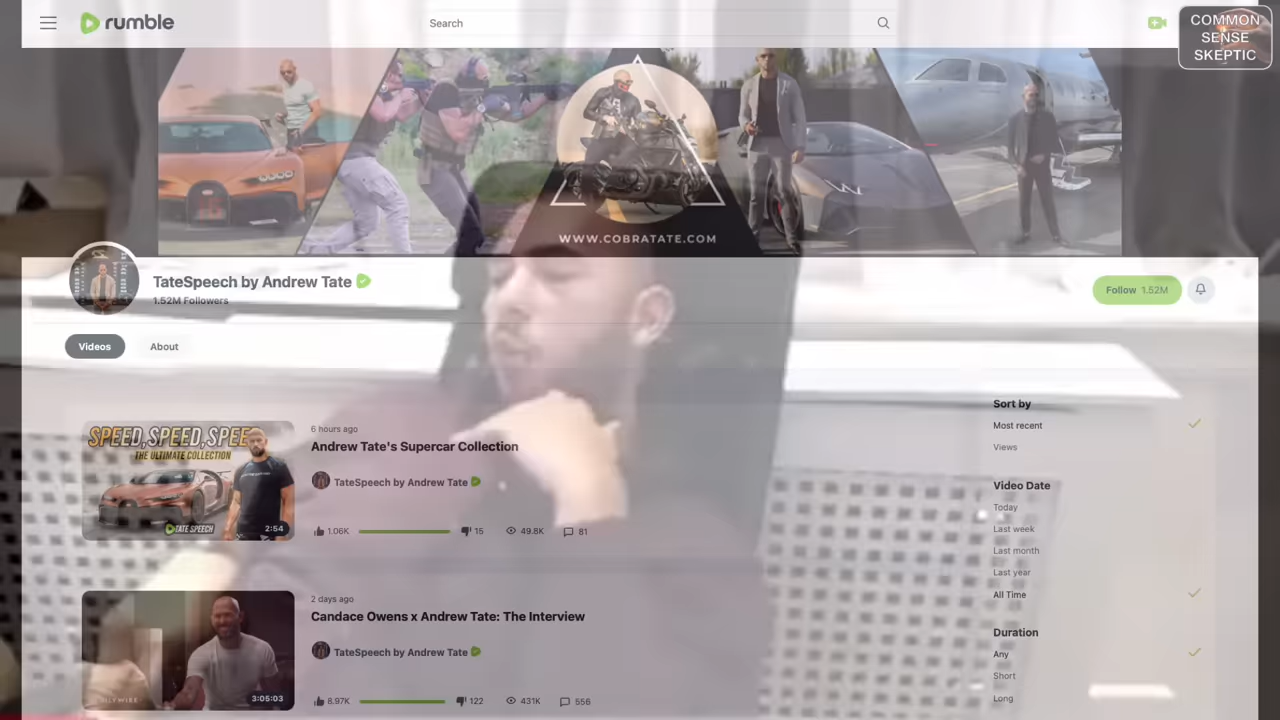 rumble
Search
COMMON
SENSE
SKEPTIC
WWW.COBRATATE.COM
TateSpeech by Andrew Tate
1.52M Followers
Follow 1.52M
Videos
About
SPEED, SPEED, SPEED
THE ULTIMATE COLLECTION
TATE SPEECH
2:54
6 hours ago
Andrew Tate's Supercar Collection
TateSpeech by Andrew Tate
1.06K
15
49.8K
81
3:05:03
2 days ago
Candace Owens x Andrew Tate: The Interview
TateSpeech by Andrew Tate
8.97K
122
431K
556
Sort by
Most recent
Views
Video Date
Today
Last week
Last month
Last year
All Time
Duration
Any
Short
Long